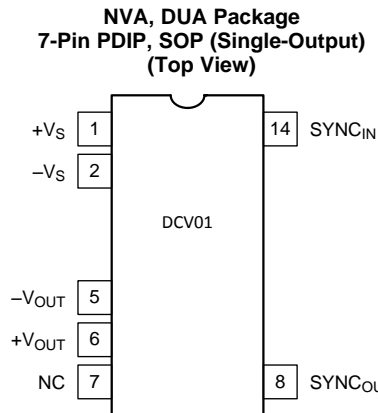 NVA, DUA Package
7-Pin PDIP, SOP (Single-Output)
(Top View)
+VS 1 14 SYNCIN
–VS 2
DCV01
–VOUT 5
+VOUT 6
NC 7 8 SYNCOU